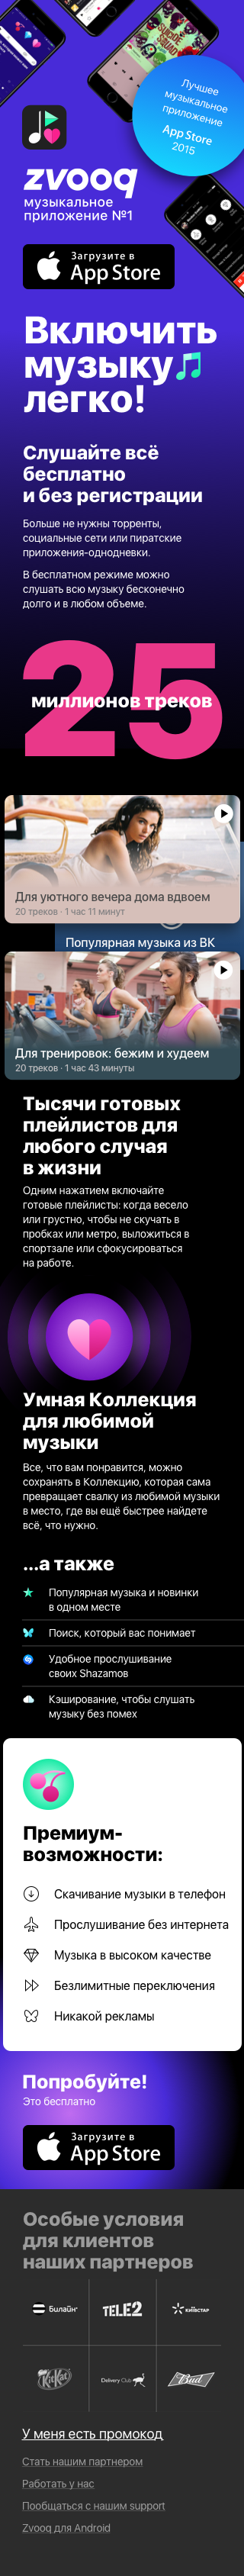 Лучшее
музыкальное
приложение
App Store
2015
zvooq
музыкальное
приложение №1
Загрузите в
App Store
Включить
музыку
легко!
Слушайте всё
бесплатно
и без регистрации
Больше не нужны торренты,
социальные сети или пиратские
приложения-однодневки.
В бесплатном режиме можно
слушать всю музыку бесконечно
долго и в любом объеме.
25
миллионов треков
Для уютного вечера дома вдвоем
20 треков · 1 час 11 минут
Популярная музыка из ВК
Для тренировок: бежим и худеем
20 треков · 1 час 43 минуты
Тысячи готовых
плейлистов для
любого случая
в жизни
Одним нажатием включайте
готовые плейлисты: когда весело
или грустно, чтобы не скучать в
пробках или метро, выложиться в
спортзале или сфокусироваться
на работе.
Умная Коллекция
для любимой
музыки
Все, что вам понравится, можно
сохранять в Коллекцию, которая сама
превращает свалку из любимой музыки
в место, где вы ещё быстрее найдете
всё, что нужно.
...а также
Популярная музыка и новинки
в одном месте
Поиск, который вас понимает
Удобное прослушивание
своих Shazamов
Кэширование, чтобы слушать
музыку без помех
Премиум-
возможности:
Скачивание музыки в телефон
Прослушивание без интернета
Музыка в высоком качестве
Безлимитные переключения
Никакой рекламы
Попробуйте!
Это бесплатно
Загрузите в
App Store
Особые условия
для клиентов
наших партнеров
Билайн
TELE2
КИЇВСТАР
KitKat
Delivery Club
Bud
У меня есть промокод
Стать нашим партнером
Работать у нас
Пообщаться с нашим support
Zvooq для Android